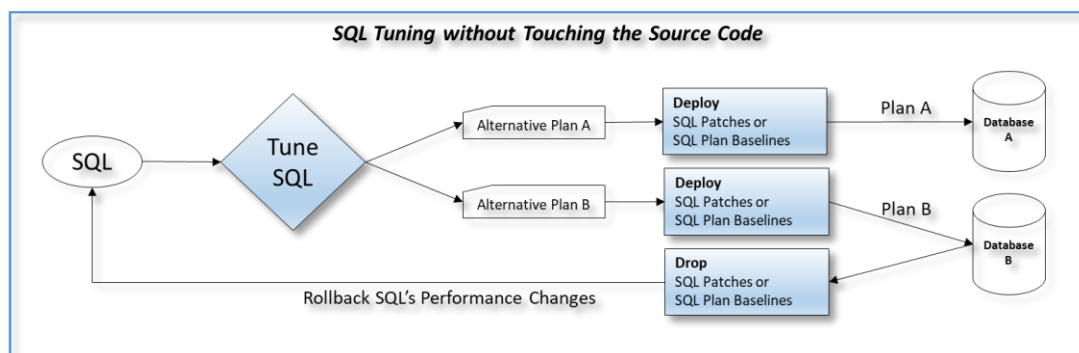 SQL Tuning without Touching the Source Code
SQL
Tune
SQL
Alternative Plan A
Deploy
SQL Patches or
SQL Plan Baselines
Plan A
Database
A
Alternative Plan B
Deploy
SQL Patches or
SQL Plan Baselines
Plan B
Database
B
Drop
SQL Patches or
SQL Plan Baselines
Rollback SQL's Performance Changes